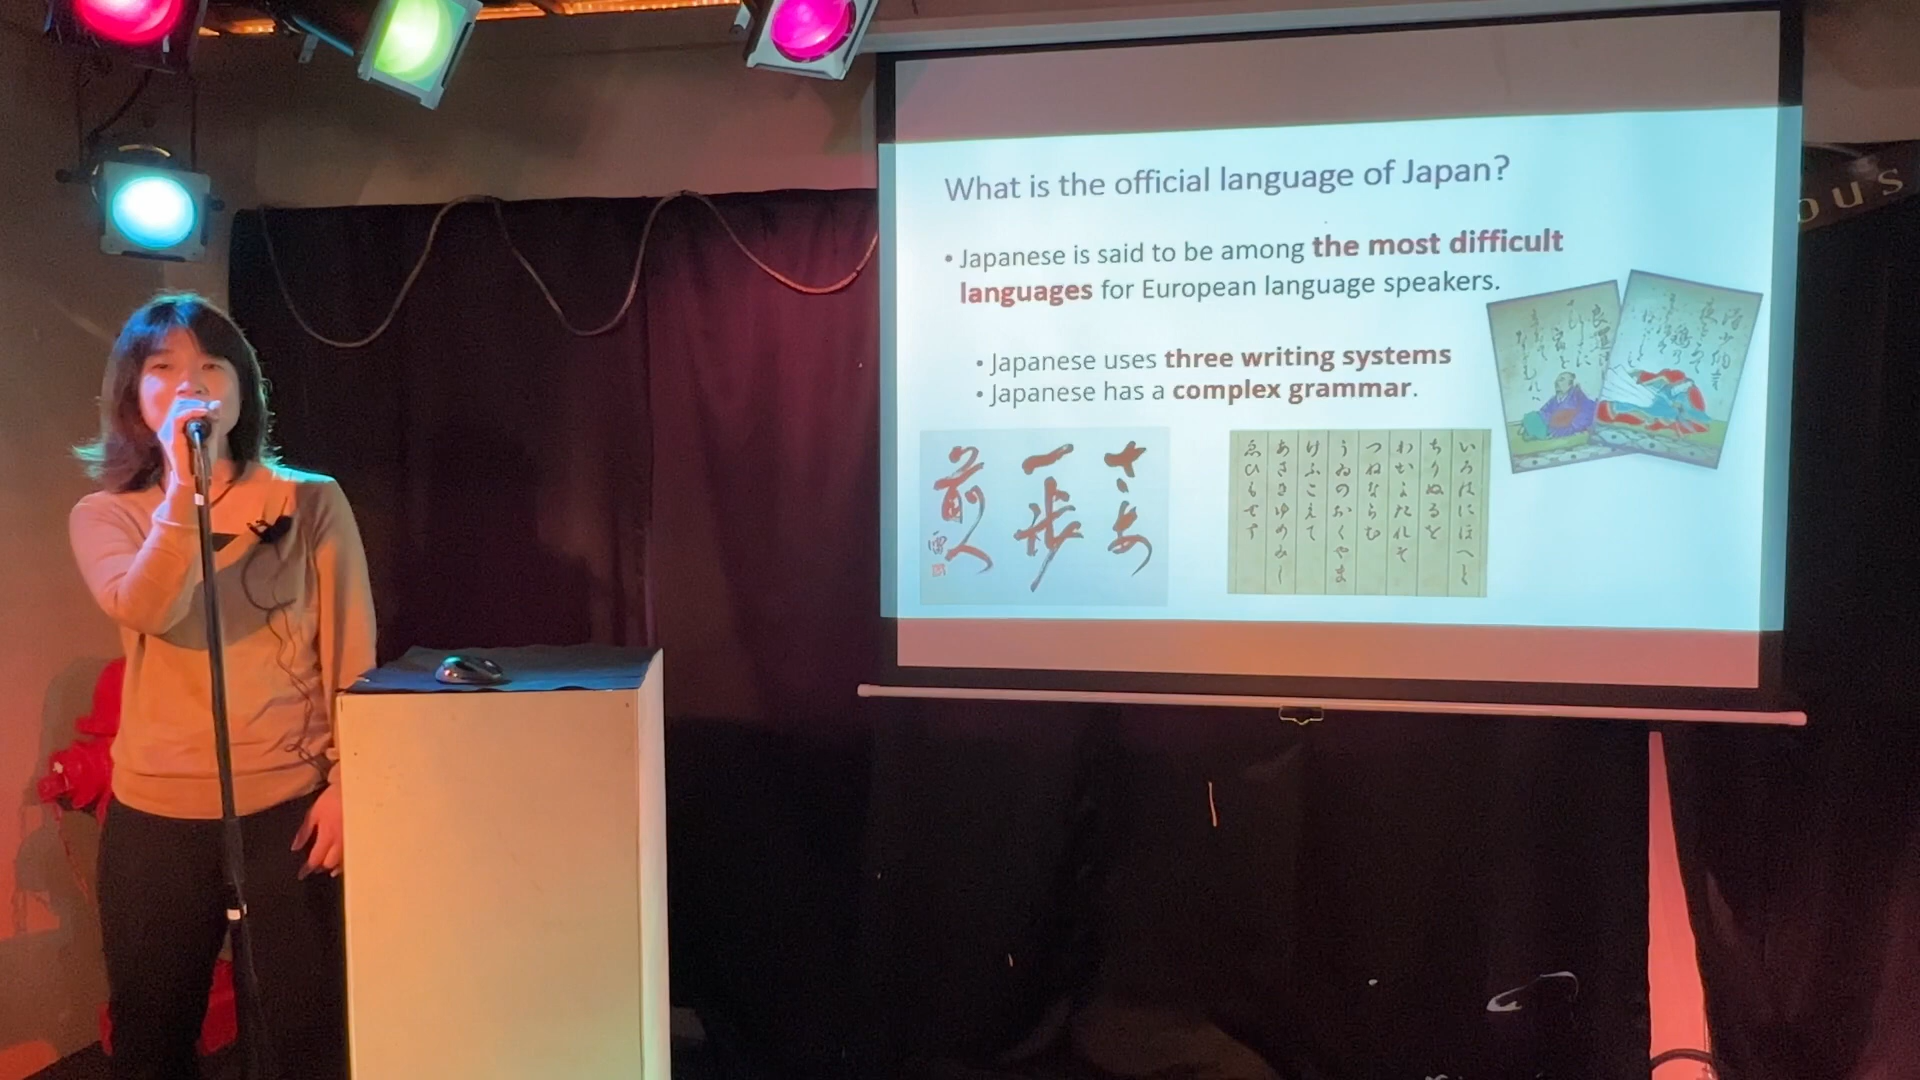 What is the official language of Japan?
• Japanese is said to be among the most difficult
languages for European language speakers.
• Japanese uses three writing systems
• Japanese has a complex grammar.
さあ
一歩
前へ
いろはにほへと
ちりぬるを
わかよたれそ
つねならむ
うゐのおくやま
けふこえて
あさきゆめみし
ゑひもせす
ous